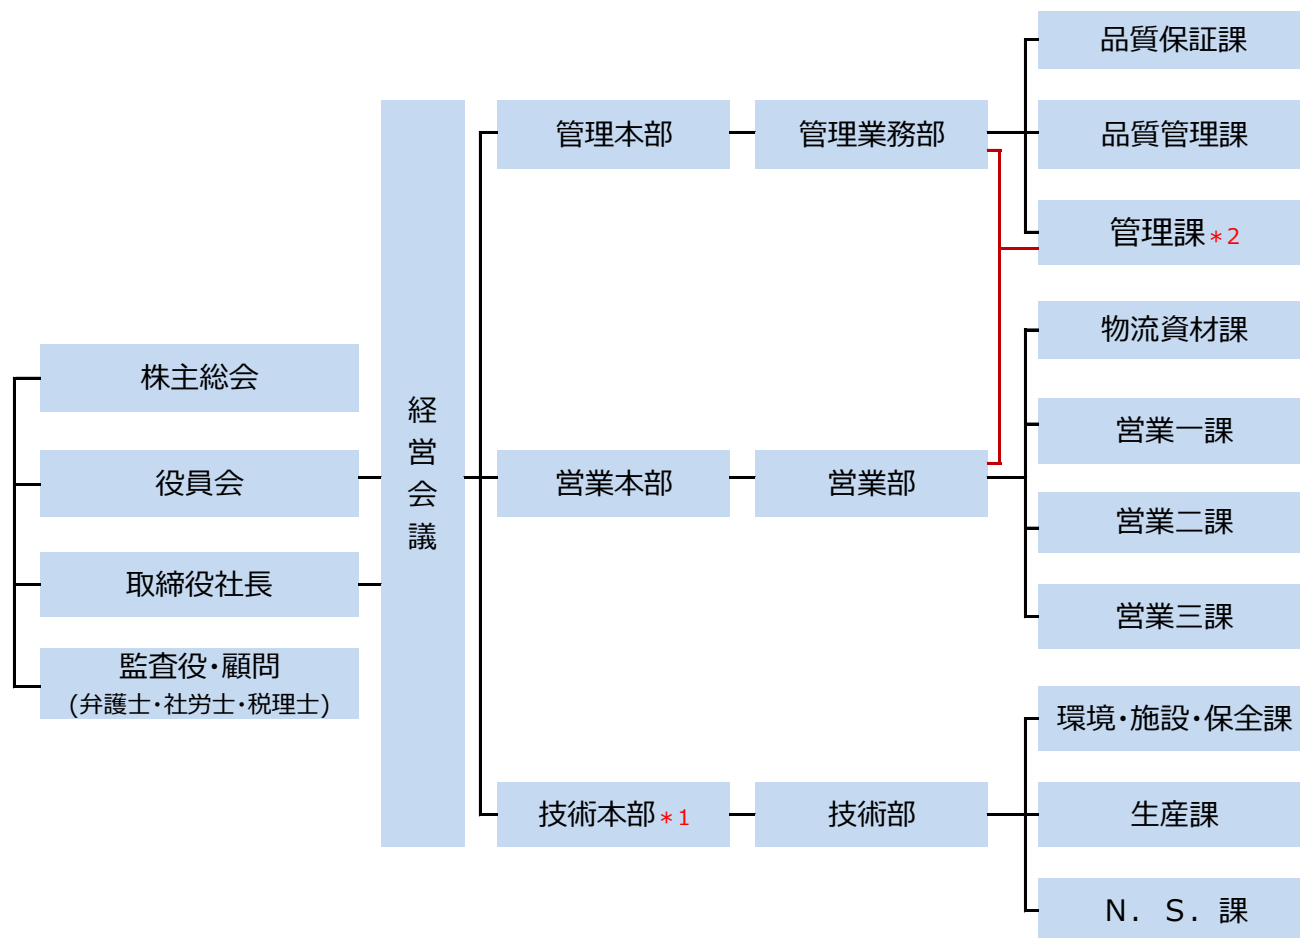 株主総会
役員会
取締役社長
監査役・顧問
(弁護士・社労士・税理士)
経営会議
管理本部
管理業務部
品質保証課
品質管理課
管理課＊2
営業本部
営業部
物流資材課
営業一課
営業二課
営業三課
技術本部＊1
技術部
環境・施設・保全課
生産課
Ｎ．Ｓ．課